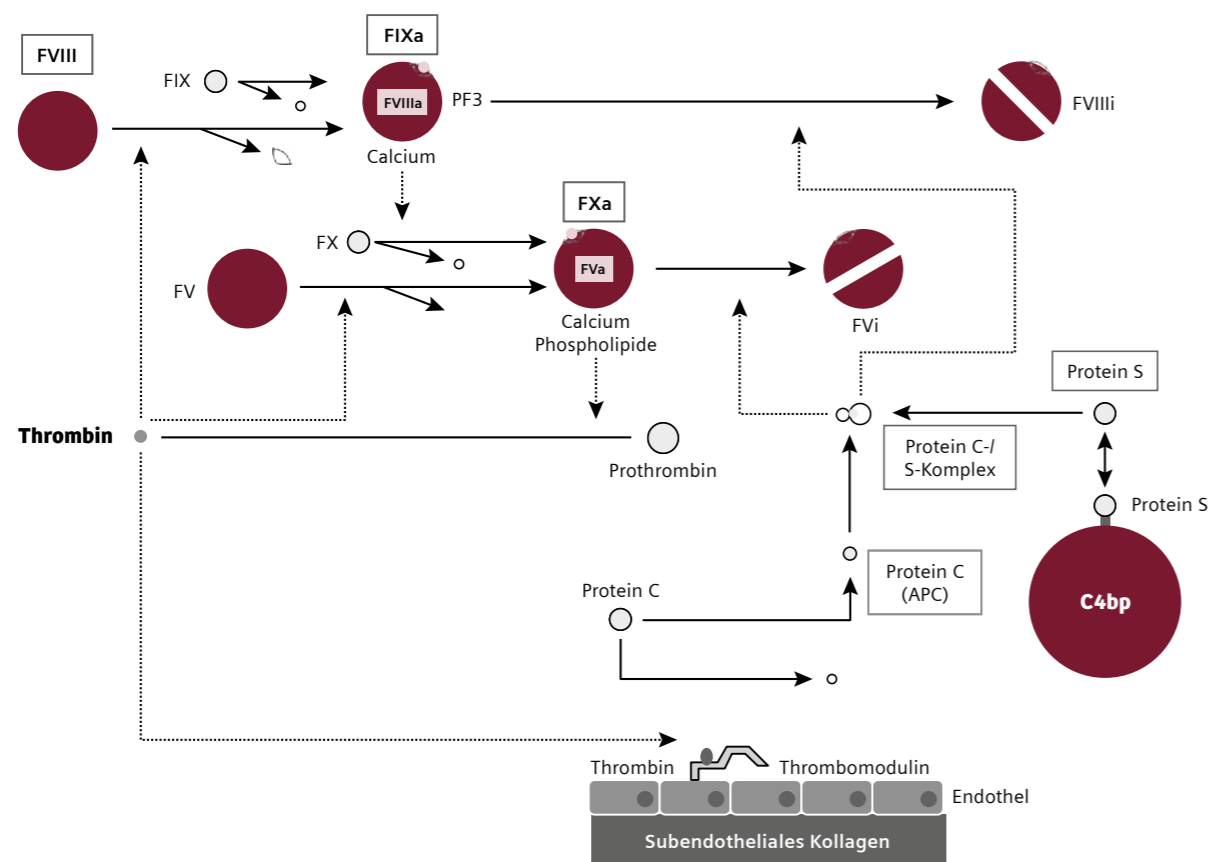 FVIII
FIXa
FIX
FVIIIa
PF3
FVIIIi
Calcium
FXa
FX
FV
FVa
FVi
Calcium
Phospholipide
Protein S
Thrombin
Prothrombin
Protein C-/
S-Komplex
Protein S
Protein C
Protein C
(APC)
C4bp
Thrombin
Thrombomodulin
Endothel
Subendotheliales Kollagen